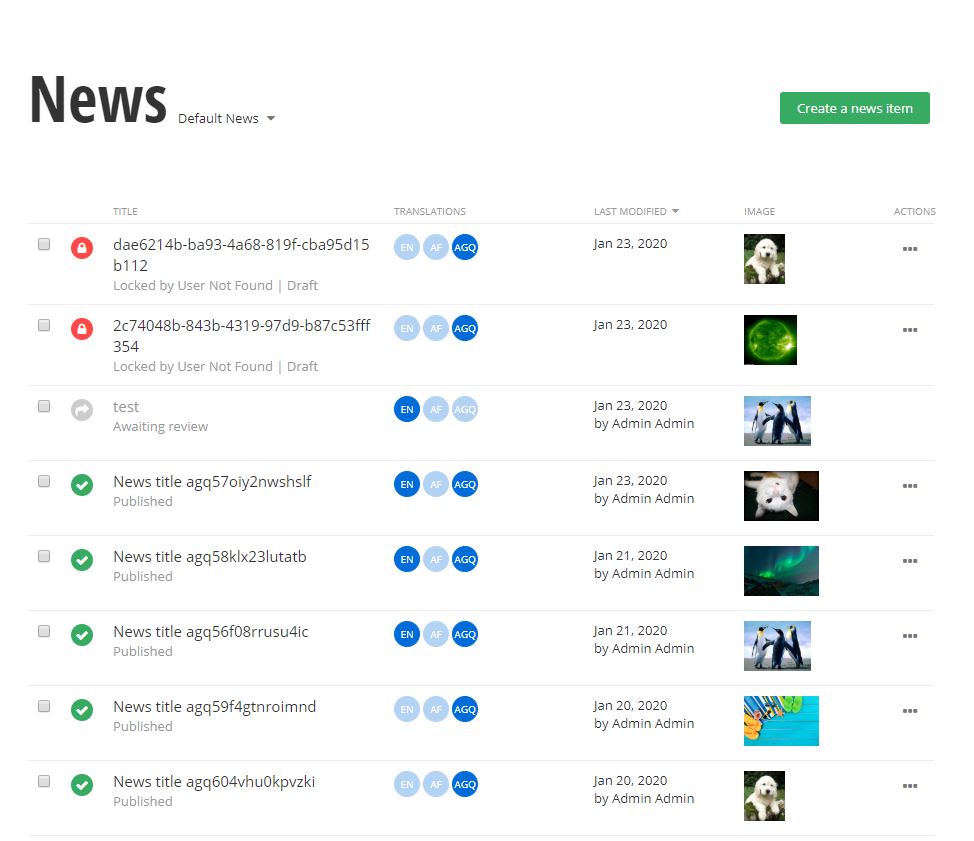 News Default News
Create a news item
TITLE TRANSLATIONS LAST MODIFIED IMAGE ACTIONS
dae6214b-ba93-4a68-819f-cba95d15
b112
Locked by User Not Found | Draft
EN AF AGQ
Jan 23, 2020
2c74048b-843b-4319-97d9-b87c53fff
354
Locked by User Not Found | Draft
EN AF AGQ
Jan 23, 2020
test
Awaiting review
EN AF AGQ
Jan 23, 2020
by Admin Admin
News title agq57oiy2nwshslf
Published
EN AF AGQ
Jan 23, 2020
by Admin Admin
News title agq58klx23lutatb
Published
EN AF AGQ
Jan 21, 2020
by Admin Admin
News title agq56f08rrusu4ic
Published
EN AF AGQ
Jan 21, 2020
by Admin Admin
News title agq59f4gtnroimnd
Published
EN AF AGQ
Jan 20, 2020
by Admin Admin
News title agq604vhu0kpvzki
Published
EN AF AGQ
Jan 20, 2020
by Admin Admin